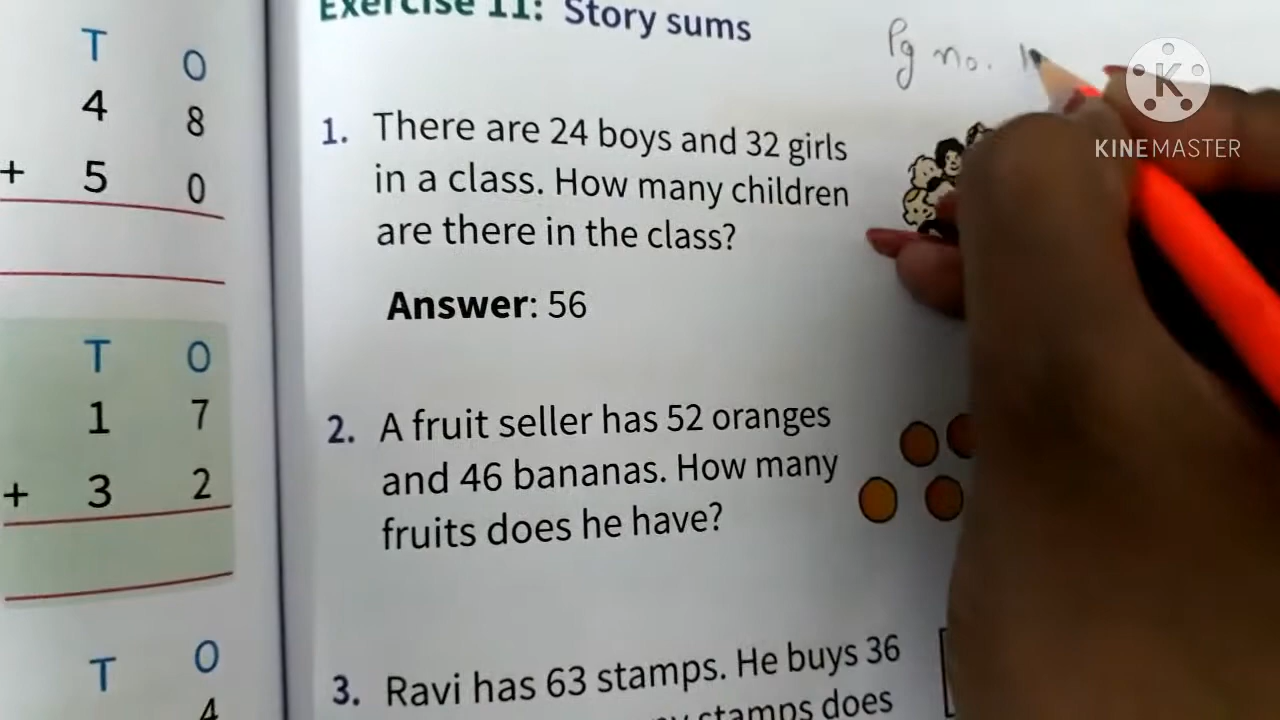 T O
4 8
+ 5 0
T O
1 7
+ 3 2
T O
4
Exercise 11: Story sums
Pg no.
1. There are 24 boys and 32 girls
in a class. How many children
are there in the class?
Answer: 56
2. A fruit seller has 52 oranges
and 46 bananas. How many
fruits does he have?
3. Ravi has 63 stamps. He buys 36
stamps does
K
KINEMASTER